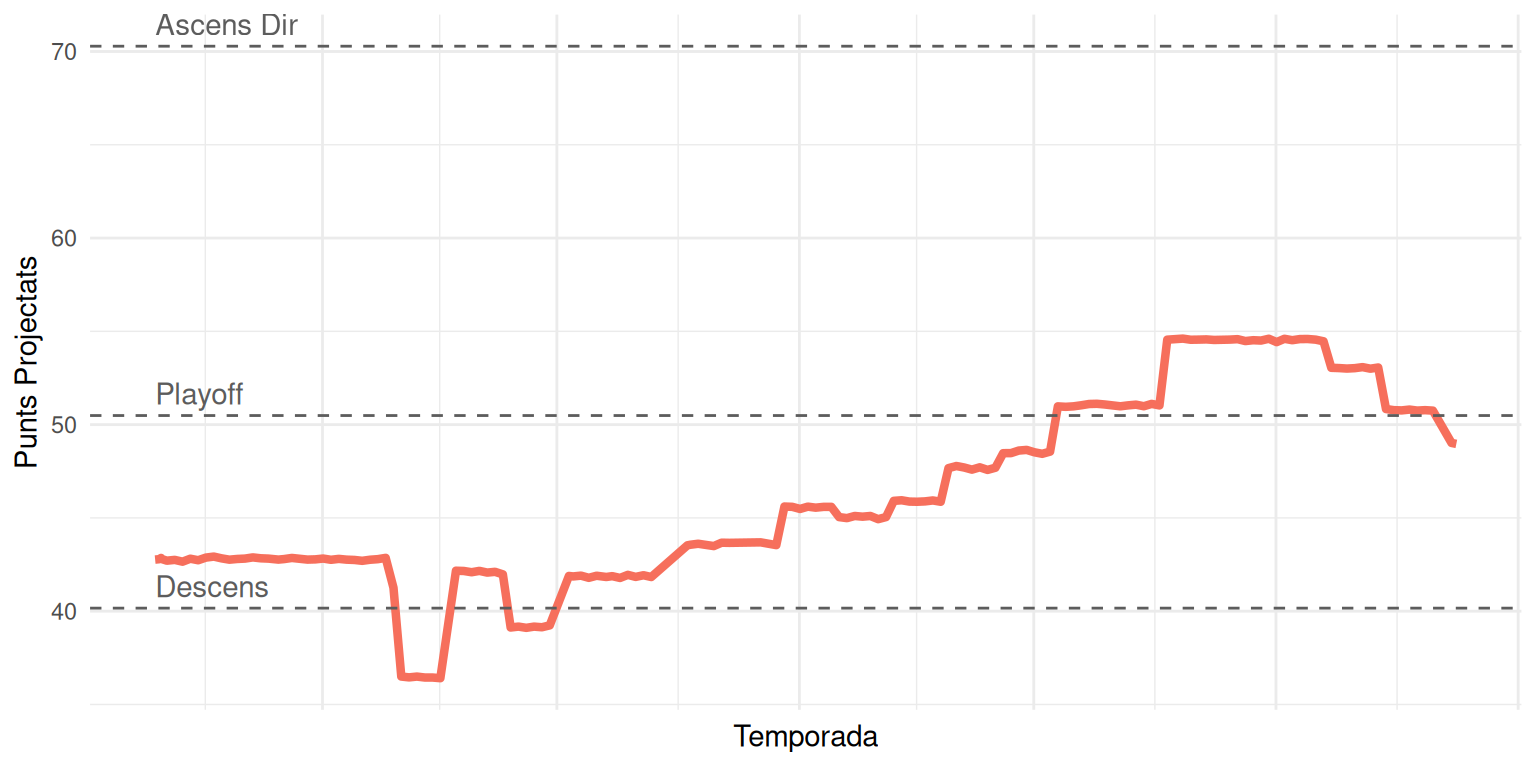 Ascens Dir
70
60
Punts Projectats
Playoff
50
Descens
40
Temporada